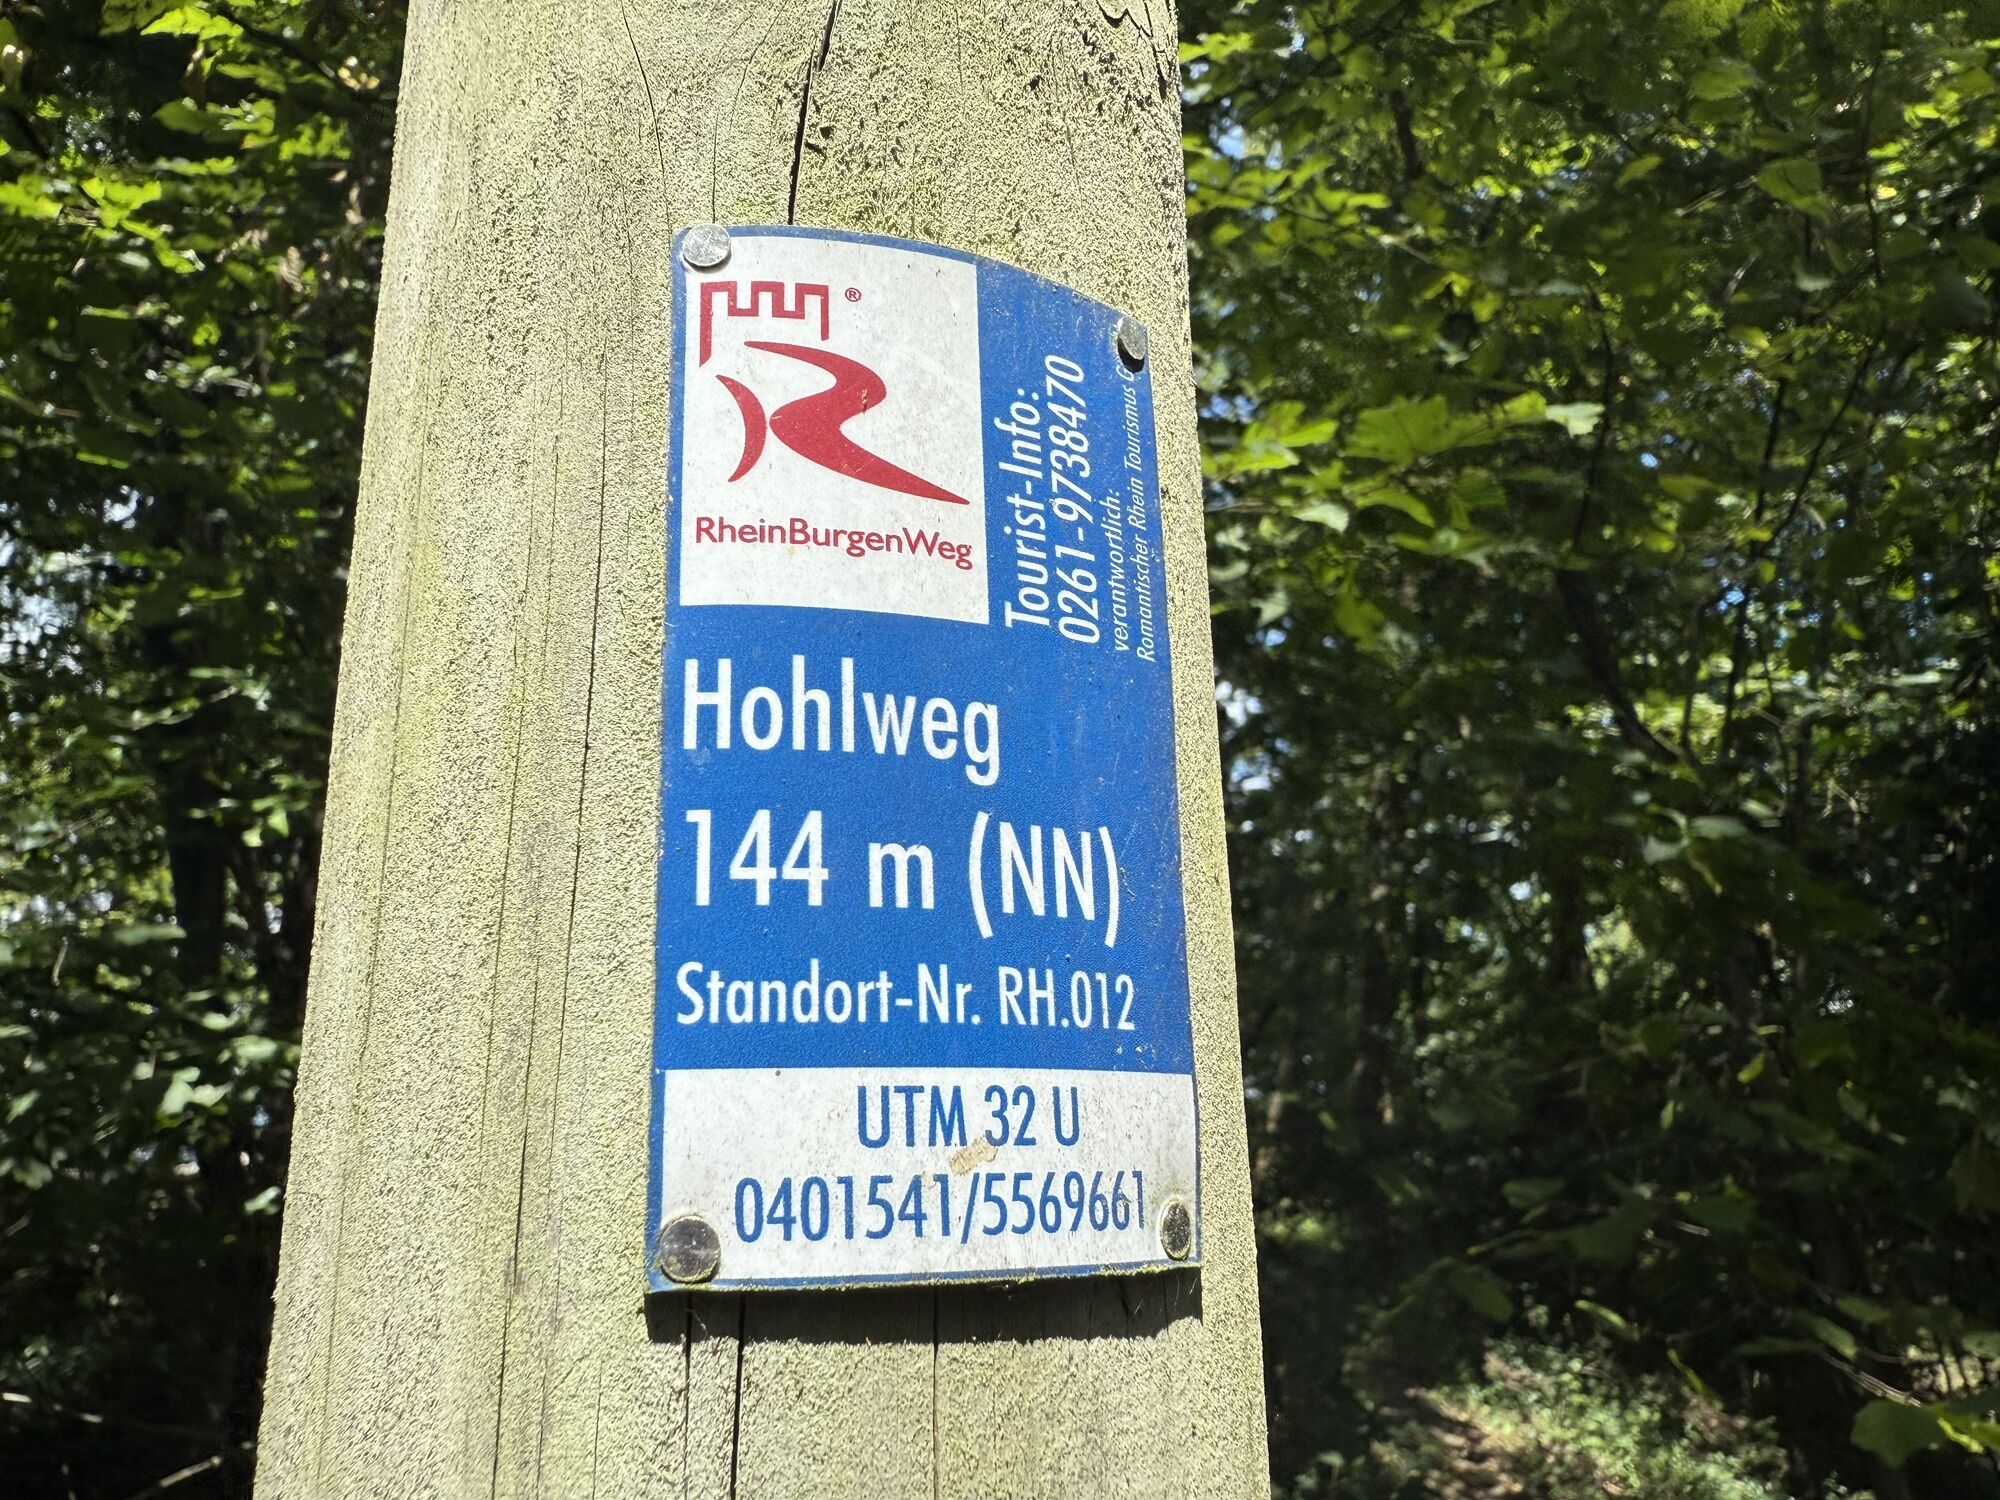 ®
RheinBurgenWeg
Tourist-Info:
0261-9738470
verantwortlich:
Romantischer Rhein Tourismus
Hohlweg
144 m (NN)
Standort-Nr. RH.012
UTM 32 U
0401541/5569661